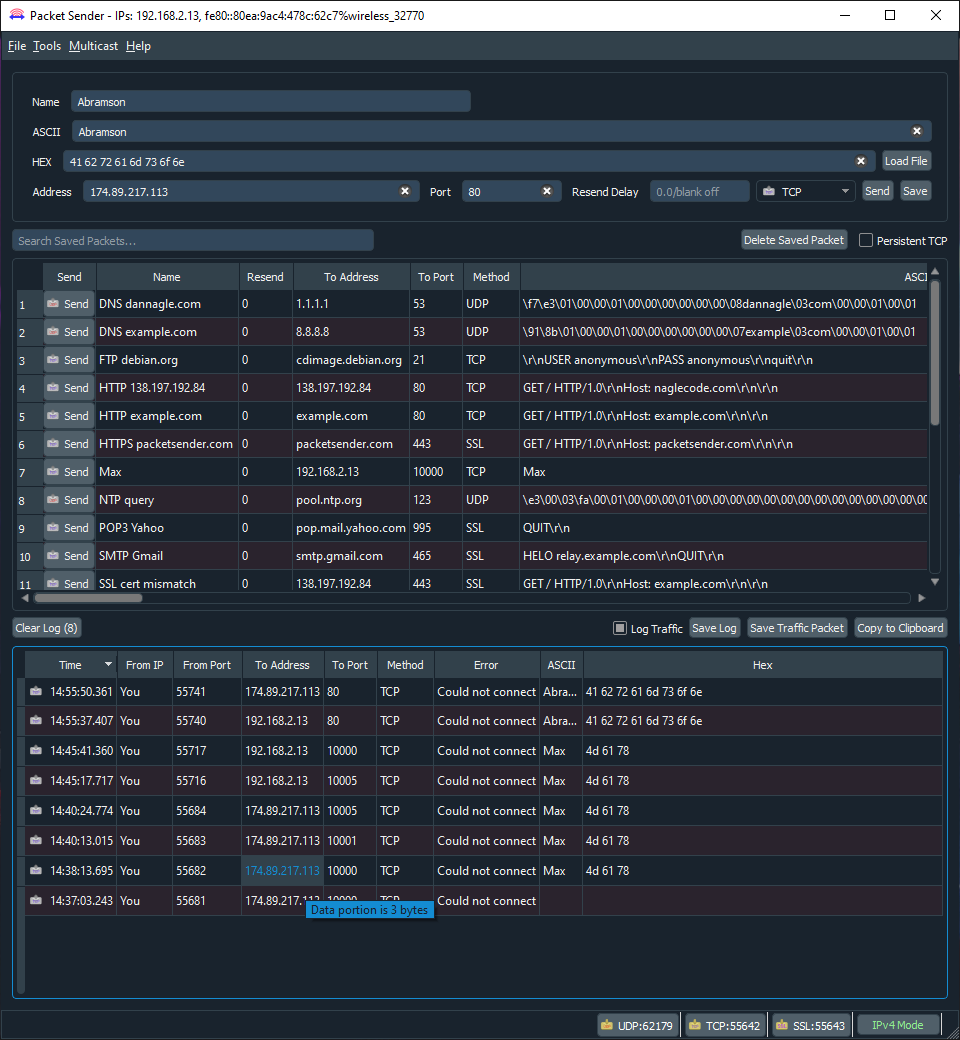 Packet Sender - IPs: 192.168.2.13, fe80::80ea:9ac4:478c:62c7%wireless_32770
File Tools Multicast Help
Name Abramson
ASCII Abramson
HEX 41 62 72 61 6d 73 6f 6e Load File
Address 174.89.217.113 Port 80 Resend Delay 0.0/blank off TCP Send Save
Search Saved Packets... Delete Saved Packet Persistent TCP
Send Name Resend To Address To Port Method ASCI
1 Send DNS dannagle.com 0 1.1.1.1 53 UDP \f7\e3\01\00\00\01\00\00\00\00\00\00\08dannagle\03com\00\00\01\00\01
2 Send DNS example.com 0 8.8.8.8 53 UDP \91\8b\01\00\00\01\00\00\00\00\00\00\07example\03com\00\00\01\00\01
3 Send FTP debian.org 0 cdimage.debian.org 21 TCP \r\nUSER anonymous\r\nPASS anonymous\r\nquit\r\n
4 Send HTTP 138.197.192.84 0 138.197.192.84 80 TCP GET / HTTP/1.0\r\nHost: naglecode.com\r\n\r\n
5 Send HTTP example.com 0 example.com 80 TCP GET / HTTP/1.0\r\nHost: example.com\r\n\r\n
6 Send HTTPS packetsender.com 0 packetsender.com 443 SSL GET / HTTP/1.0\r\nHost: packetsender.com\r\n\r\n
7 Send Max 0 192.168.2.13 10000 TCP Max
8 Send NTP query 0 pool.ntp.org 123 UDP \e3\00\03\fa\00\01\00\00\00\01\00\00\00\00\00\00\00\00\00\00\00\00\00\00
9 Send POP3 Yahoo 0 pop.mail.yahoo.com 995 SSL QUIT\r\n
10 Send SMTP Gmail 0 smtp.gmail.com 465 SSL HELO relay.example.com\r\nQUIT\r\n
11 Send SSL cert mismatch 0 138.197.192.84 443 SSL GET / HTTP/1.0\r\nHost: example.com\r\n\r\n
Clear Log (8) Log Traffic Save Log Save Traffic Packet Copy to Clipboard
Time From IP From Port To Address To Port Method Error ASCII Hex
14:55:50.361 You 55741 174.89.217.113 80 TCP Could not connect Abra... 41 62 72 61 6d 73 6f 6e
14:55:37.407 You 55740 192.168.2.13 80 TCP Could not connect Abra... 41 62 72 61 6d 73 6f 6e
14:45:41.360 You 55717 192.168.2.13 10000 TCP Could not connect Max 4d 61 78
14:45:17.717 You 55716 192.168.2.13 10005 TCP Could not connect Max 4d 61 78
14:40:24.774 You 55684 174.89.217.113 10005 TCP Could not connect Max 4d 61 78
14:40:13.015 You 55683 174.89.217.113 10001 TCP Could not connect Max 4d 61 78
14:38:13.695 You 55682 174.89.217.113 10000 TCP Could not connect Max 4d 61 78
14:37:03.243 You 55681 174.89.217.113 10000 TCP Could not connect
Data portion is 3 bytes
UDP:62179 TCP:55642 SSL:55643 IPv4 Mode